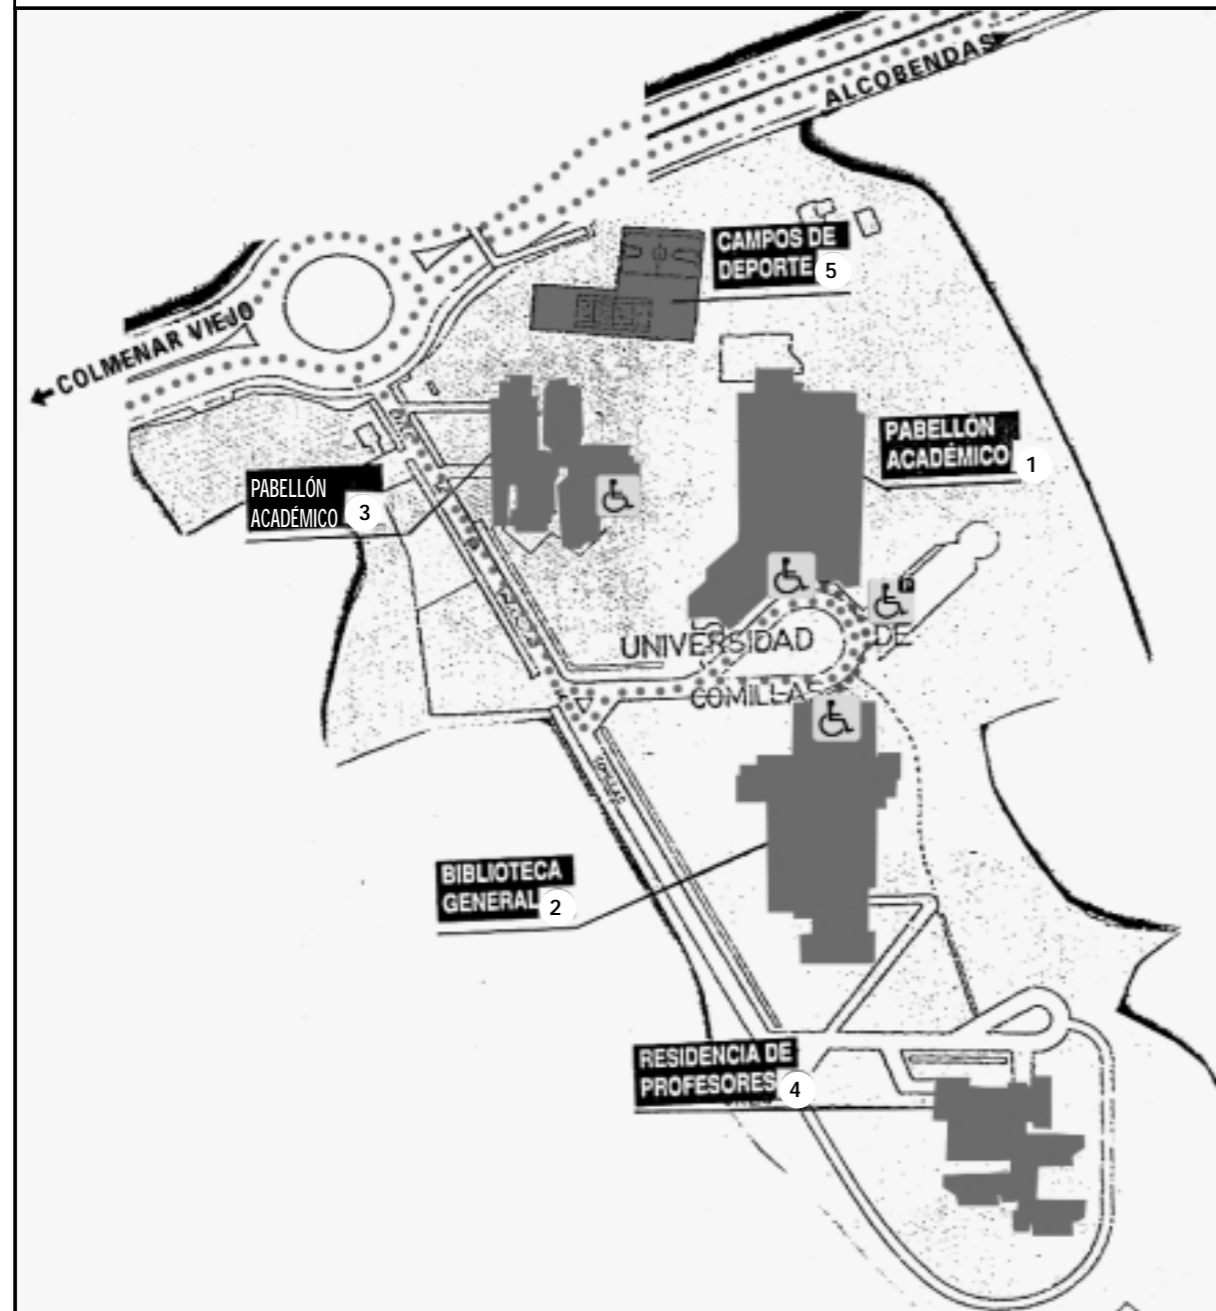 ALCOBENDAS
CAMPOS DE
DEPORTE 5
COLMENAR VIEJO
PABELLÓN
ACADÉMICO 1
PABELLÓN
ACADÉMICO 3
P
UNIVERSIDAD DE
COMILLAS
COMILLAS
BIBLIOTECA
GENERAL 2
RESIDENCIA DE
PROFESORES 4